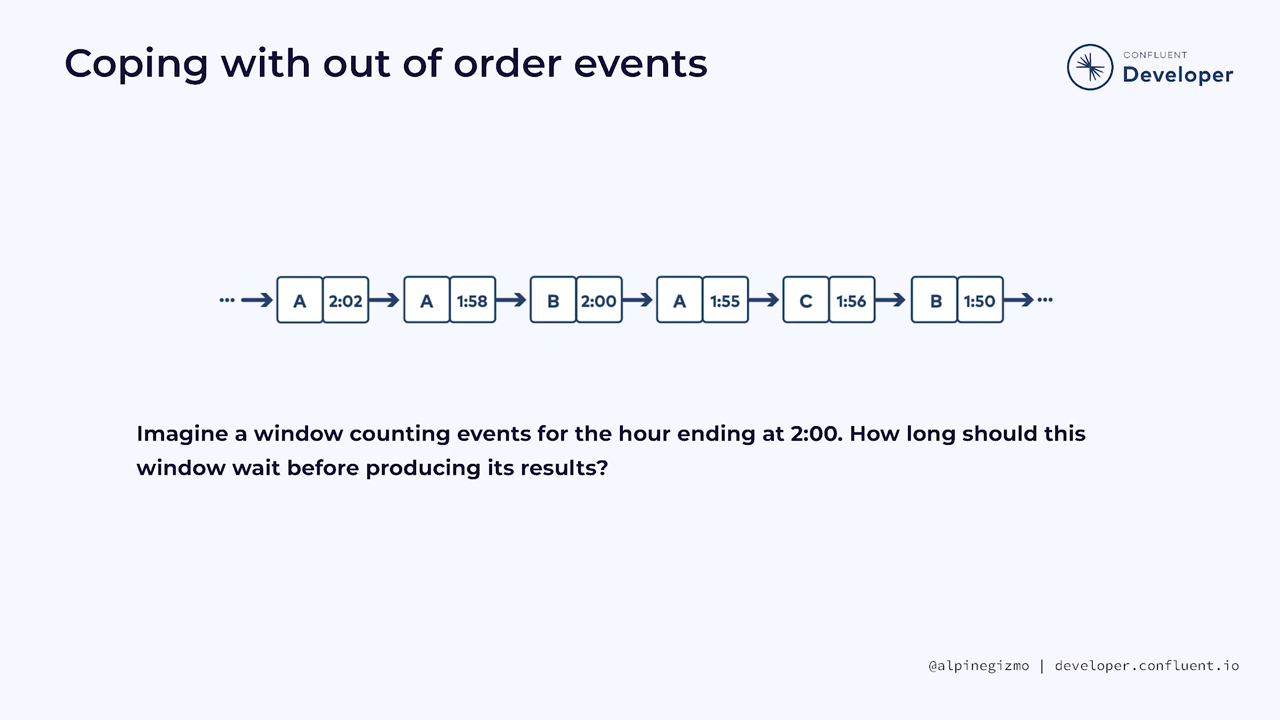 Coping with out of order events
CONFLUENT
Developer
··· A 2:02 A 1:58 B 2:00 A 1:55 C 1:56 B 1:50 ···
Imagine a window counting events for the hour ending at 2:00. How long should this
window wait before producing its results?
@alpinegizmo | developer.confluent.io